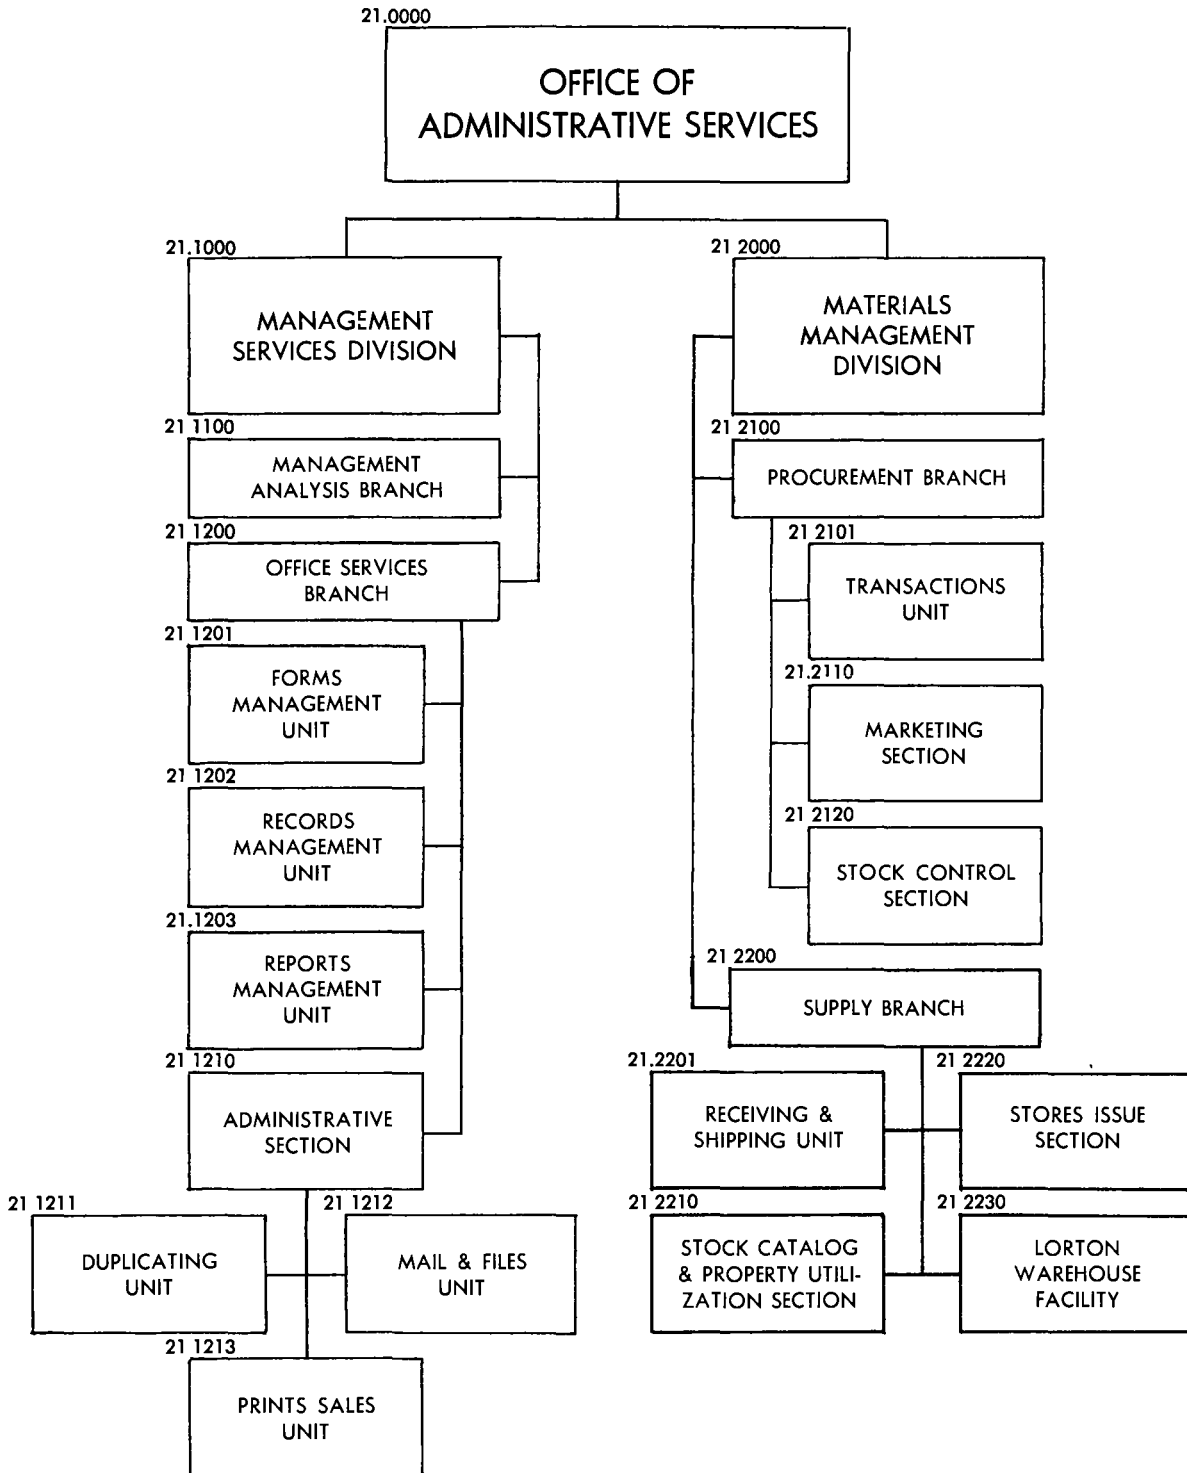 21.0000
OFFICE OF
ADMINISTRATIVE SERVICES
21.1000
MANAGEMENT
SERVICES DIVISION
21 1100
MANAGEMENT
ANALYSIS BRANCH
21 1200
OFFICE SERVICES
BRANCH
21 1201
FORMS
MANAGEMENT
UNIT
21 1202
RECORDS
MANAGEMENT
UNIT
21.1203
REPORTS
MANAGEMENT
UNIT
21 1210
ADMINISTRATIVE
SECTION
21 1211
DUPLICATING
UNIT
21 1212
MAIL & FILES
UNIT
21 1213
PRINTS SALES
UNIT
21 2000
MATERIALS
MANAGEMENT
DIVISION
21 2100
PROCUREMENT BRANCH
21 2101
TRANSACTIONS
UNIT
21.2110
MARKETING
SECTION
21 2120
STOCK CONTROL
SECTION
21 2200
SUPPLY BRANCH
21.2201
RECEIVING &
SHIPPING UNIT
21 2220
STORES ISSUE
SECTION
21 2210
STOCK CATALOG
& PROPERTY UTILI-
ZATION SECTION
21 2230
LORTON
WAREHOUSE
FACILITY